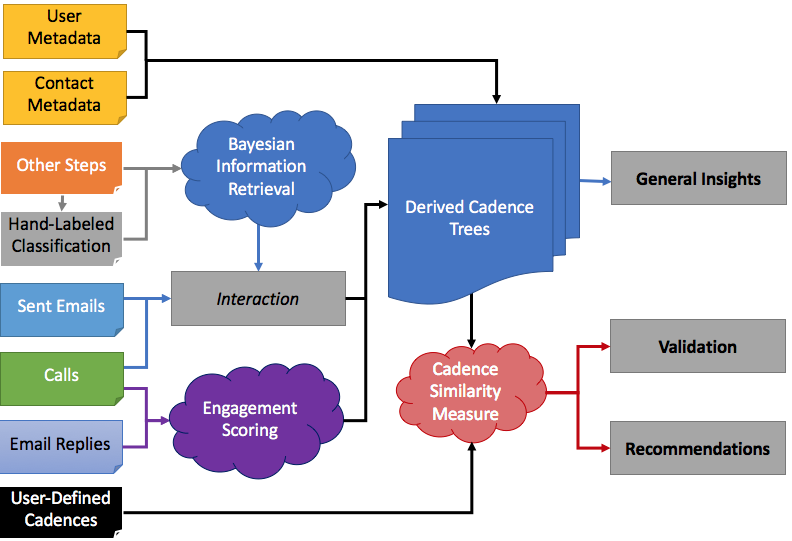 User
Metadata
Contact
Metadata
Other Steps
Hand-Labeled
Classification
Sent Emails
Calls
Email Replies
User-Defined
Cadences
Bayesian
Information
Retrieval
Interaction
Engagement
Scoring
Derived Cadence
Trees
Cadence
Similarity
Measure
General Insights
Validation
Recommendations